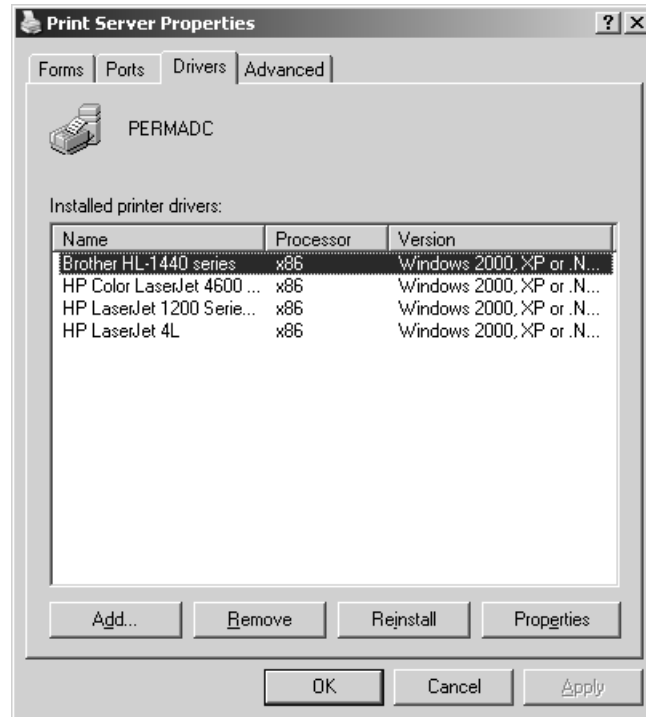 Print Server Properties ? X
Forms Ports Drivers Advanced
PERMADC
Installed printer drivers:
Name Processor Version
Brother HL-1440 series x86 Windows 2000, XP or .N...
HP Color LaserJet 4600 ... x86 Windows 2000, XP or .N...
HP LaserJet 1200 Serie... x86 Windows 2000, XP or .N...
HP LaserJet 4L x86 Windows 2000, XP or .N...
Add... Remove Reinstall Properties
OK Cancel Apply